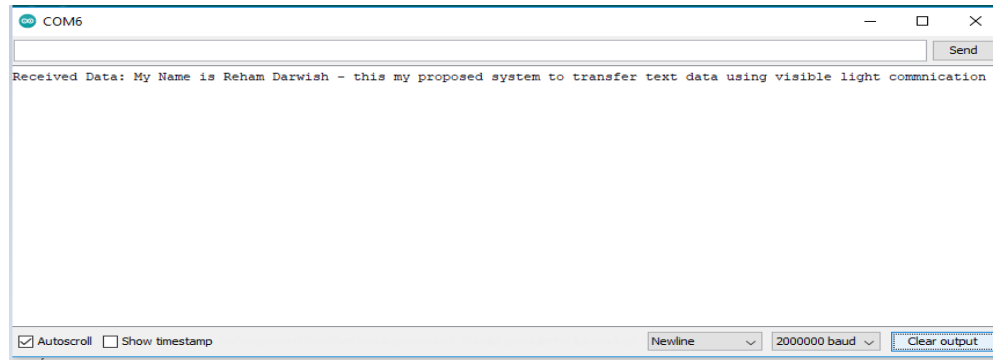 COM6
Send
Received Data: My Name is Reham Darwish - this my proposed system to transfer text data using visible light commnication
Autoscroll Show timestamp Newline 2000000 baud Clear output